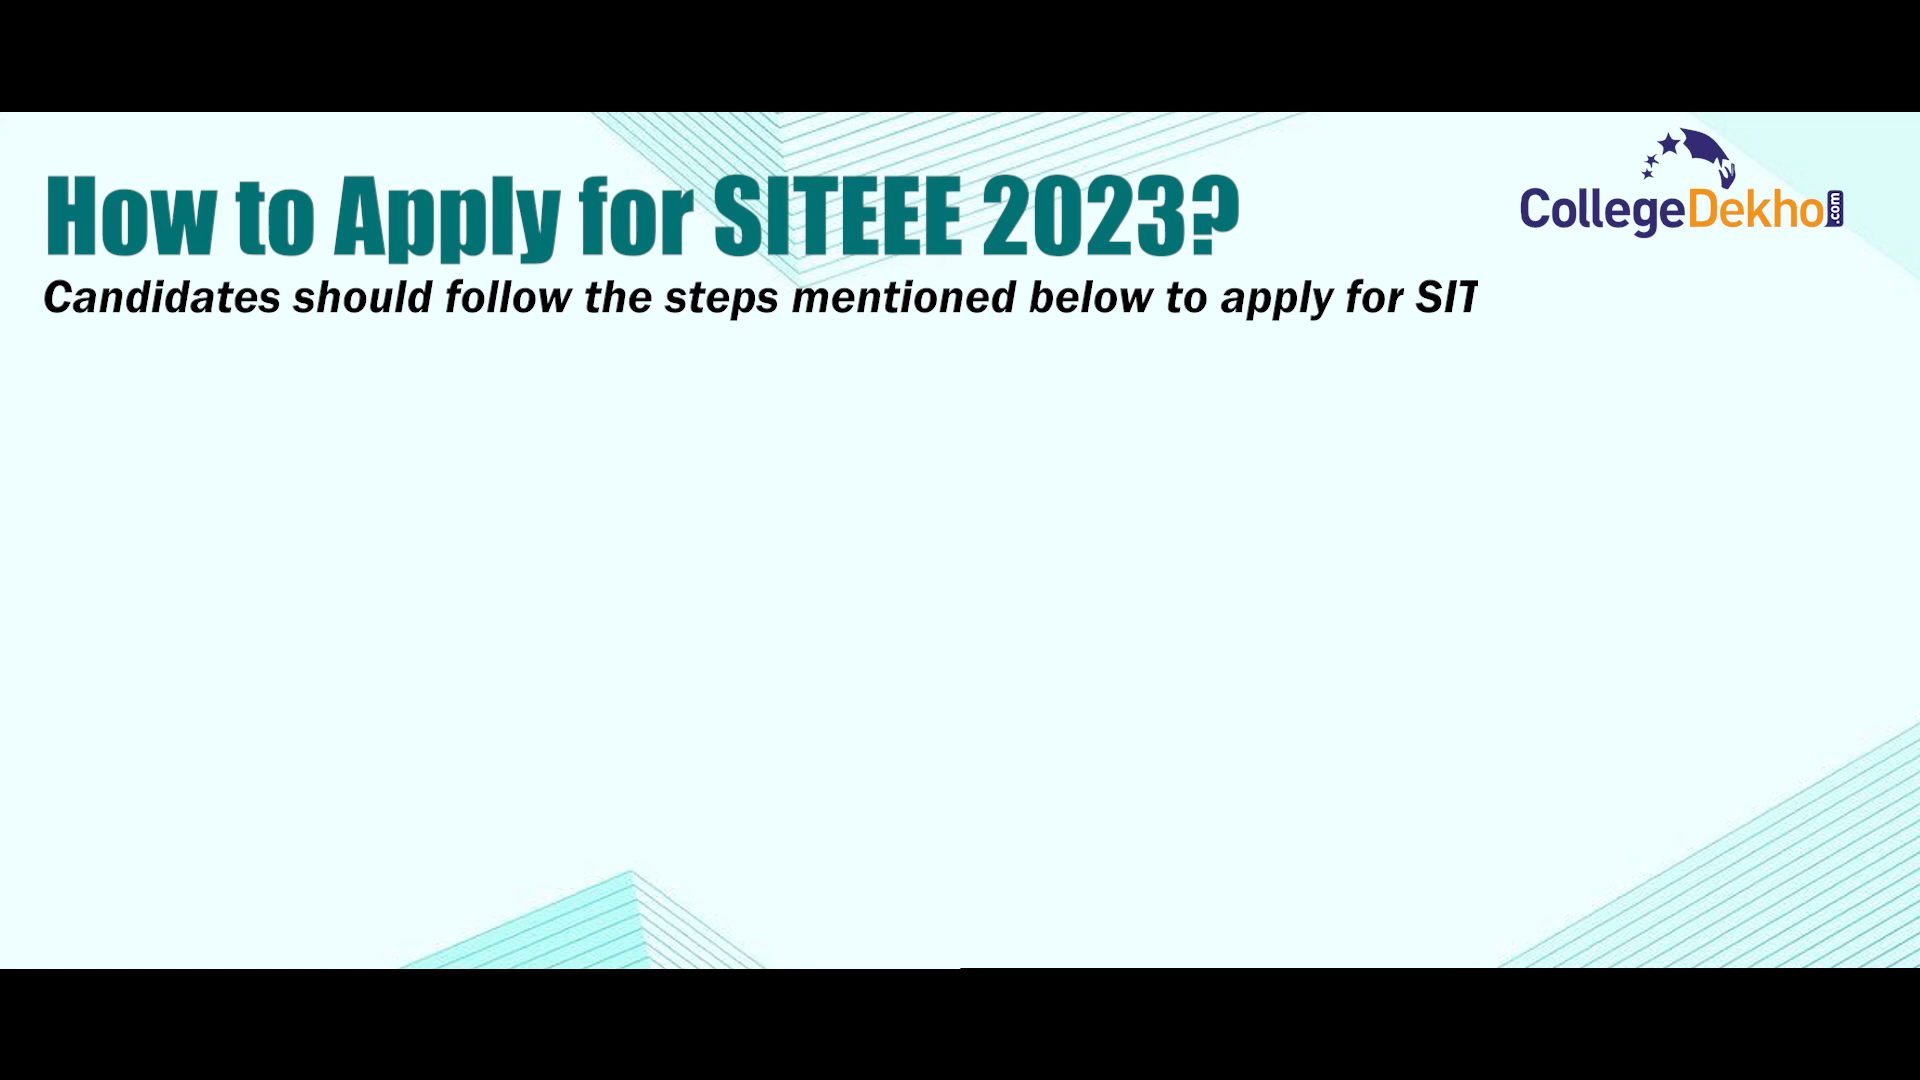 How to Apply for SITEEE 2023?
CollegeDekho.com
Candidates should follow the steps mentioned below to apply for SIT